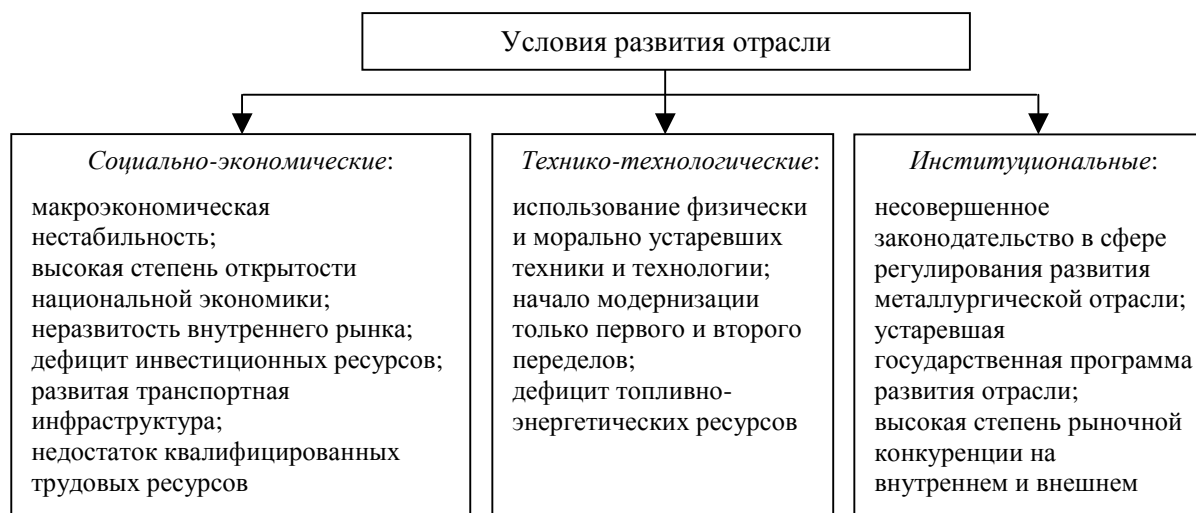 Условия развития отрасли
Социально-экономические:
макроэкономическая
нестабильность;
высокая степень открытости
национальной экономики;
неразвитость внутреннего рынка;
дефицит инвестиционных ресурсов;
развитая транспортная
инфраструктура;
недостаток квалифицированных
трудовых ресурсов
Технико-технологические:
использование физически
и морально устаревших
техники и технологии;
начало модернизации
только первого и второго
переделов;
дефицит топливно-
энергетических ресурсов
Институциональные:
несовершенное
законодательство в сфере
регулирования развития
металлургической отрасли;
устаревшая
государственная программа
развития отрасли;
высокая степень рыночной
конкуренции на
внутреннем и внешнем